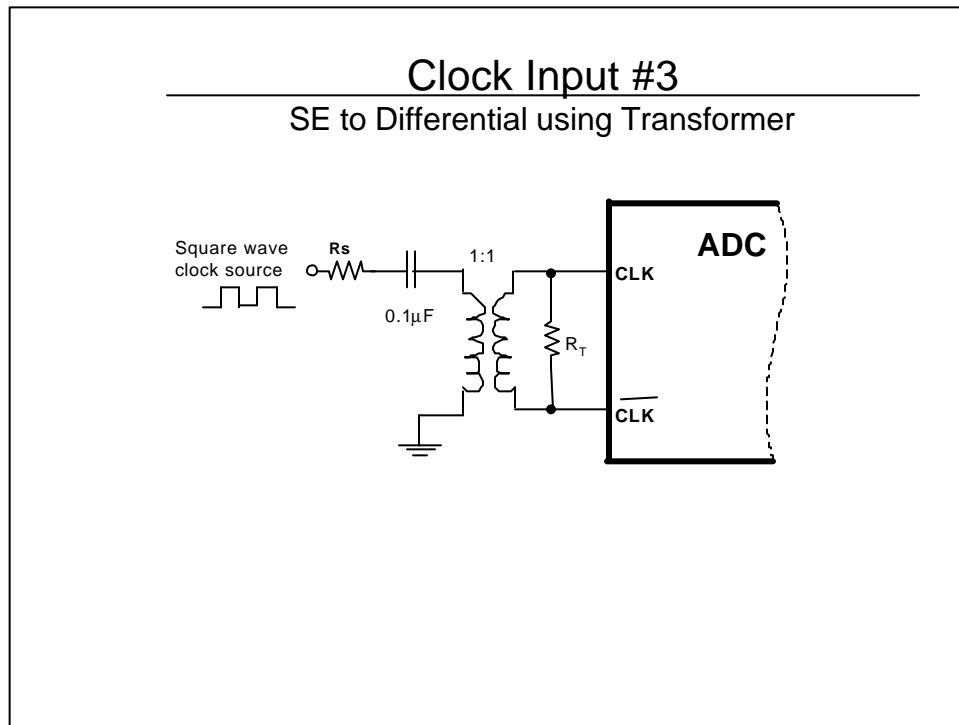 Clock Input #3
SE to Differential using Transformer
Square wave
clock source
Rs
0.1μF
1:1
RT
ADC
CLK
CLK